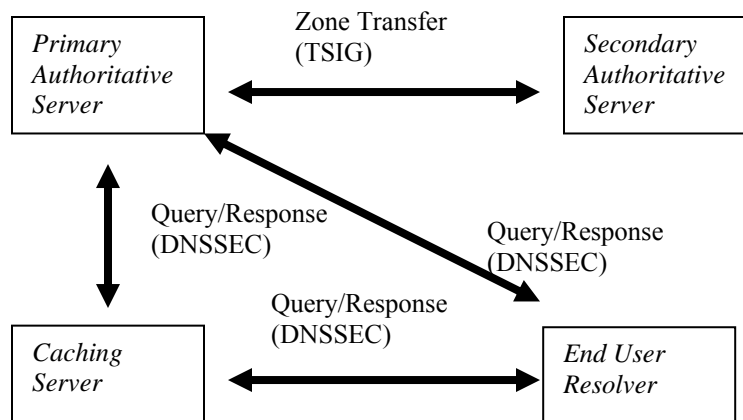 Primary
Authoritative
Server
Zone Transfer
(TSIG)
Secondary
Authoritative
Server
Query/Response
(DNSSEC)
Query/Response
(DNSSEC)
Query/Response
(DNSSEC)
Caching
Server
End User
Resolver